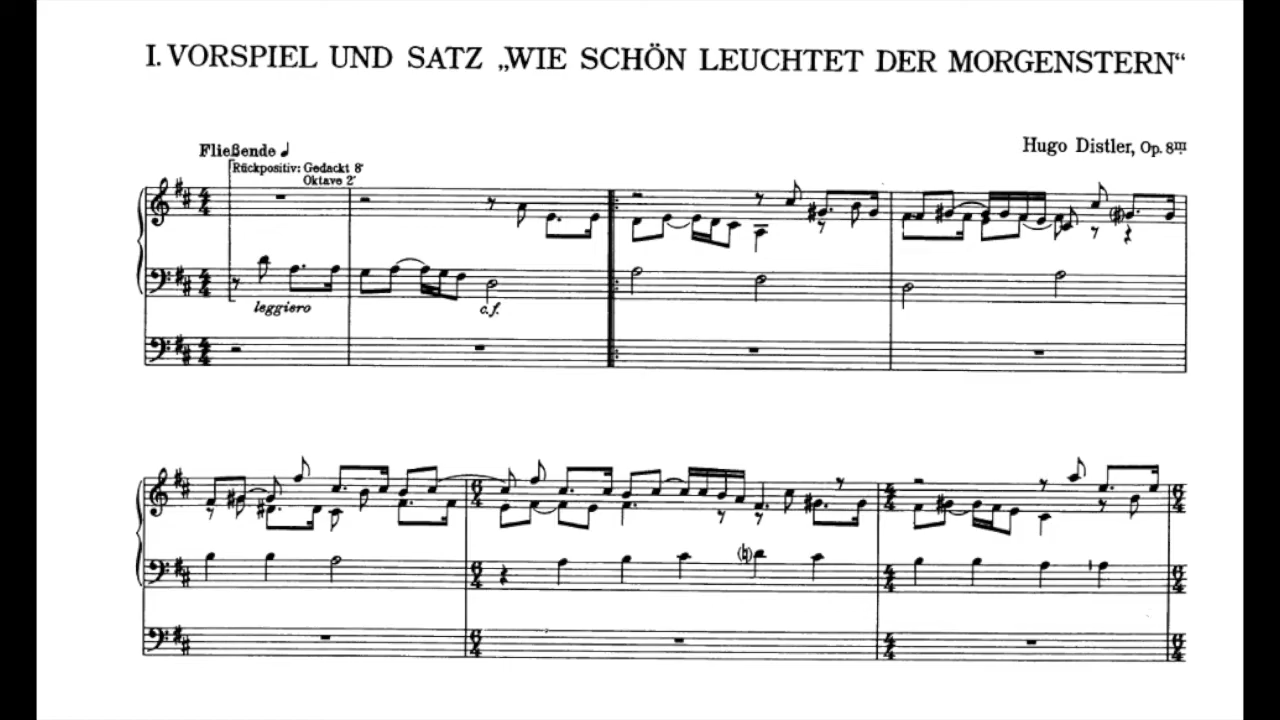 I. VORSPIEL UND SATZ „WIE SCHÖN LEUCHTET DER MORGENSTERN“
Hugo Distler, Op. 8III
Fließende ♩
Rückpositiv: Gedackt 8'
Oktave 2'
leggiero
c.f.